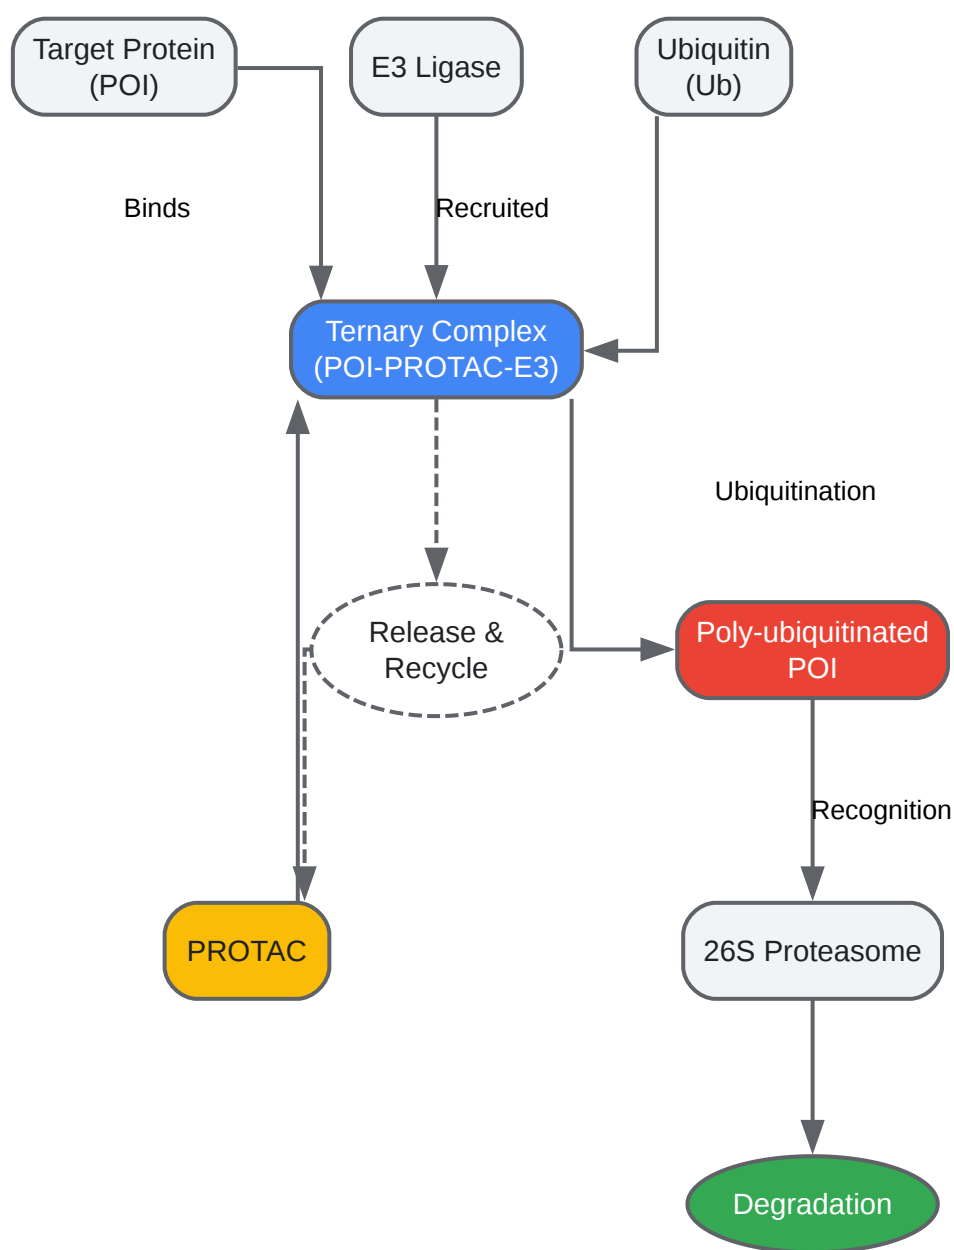 Target Protein
(POI)
E3 Ligase
Ubiquitin
(Ub)
Binds
Recruited
Ternary Complex
(POI-PROTAC-E3)
Ubiquitination
Release &
Recycle
Poly-ubiquitinated
POI
Recognition
PROTAC
26S Proteasome
Degradation